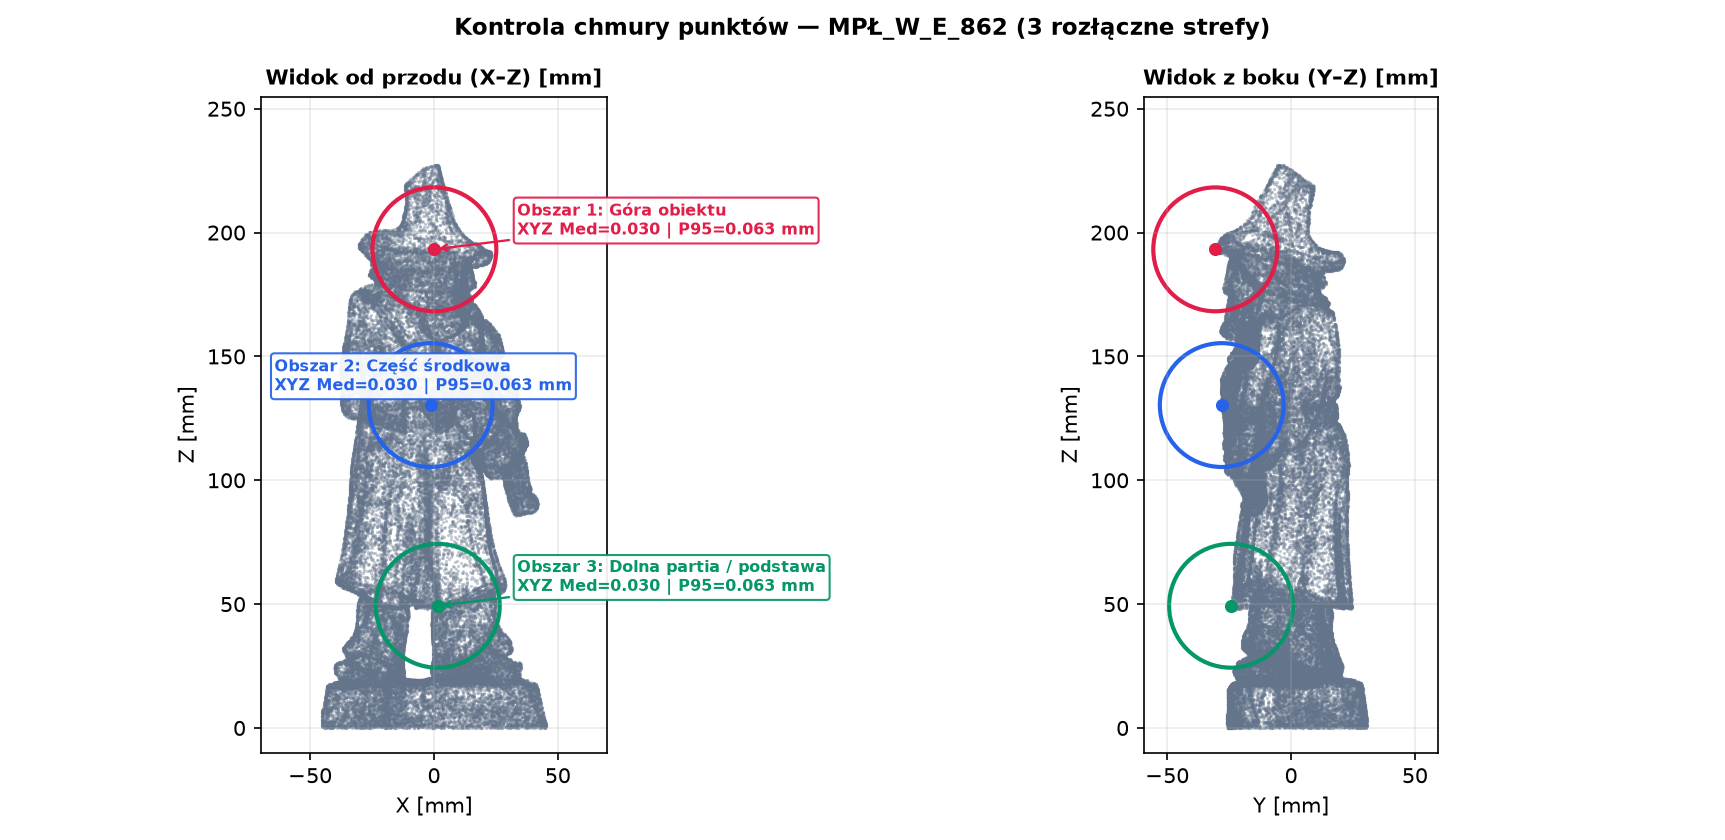 Kontrola chmury punktów — MPŁ_W_E_862 (3 rozłączne strefy)
Widok od przodu (X–Z) [mm]
250
200
150
100
50
0
−50
0
50
X [mm]
Z [mm]
Obszar 1: Góra obiektu
XYZ Med=0.030 | P95=0.063 mm
Obszar 2: Część środkowa
XYZ Med=0.030 | P95=0.063 mm
Obszar 3: Dolna partia / podstawa
XYZ Med=0.030 | P95=0.063 mm
Widok z boku (Y–Z) [mm]
250
200
150
100
50
0
−50
0
50
Y [mm]
Z [mm]